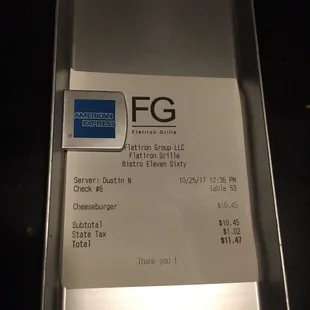 AMERICAN
EXPRESS
FG
Flatiron Grille
Flatiron Group LLC
Flatiron Grille
Bistro Eleven Sixty
Server: Dustin N 10/25/17 12:36 PM
Check #6 Table 53
Cheeseburger $10.45
Subtotal $10.45
State Tax $1.02
Total $11.47
Thank you !